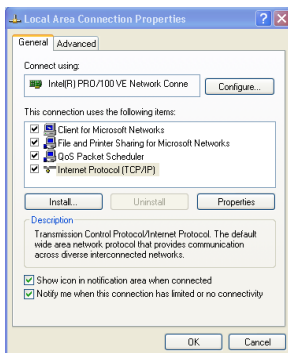 Local Area Connection Properties
General Advanced
Connect using:
Intel(R) PRO/100 VE Network Conne
Configure...
This connection uses the following items:
Client for Microsoft Networks
File and Printer Sharing for Microsoft Networks
QoS Packet Scheduler
Internet Protocol (TCP/IP)
Install... Uninstall Properties
Description
Transmission Control Protocol/Internet Protocol. The default
wide area network protocol that provides communication
across diverse interconnected networks.
Show icon in notification area when connected
Notify me when this connection has limited or no connectivity
OK Cancel